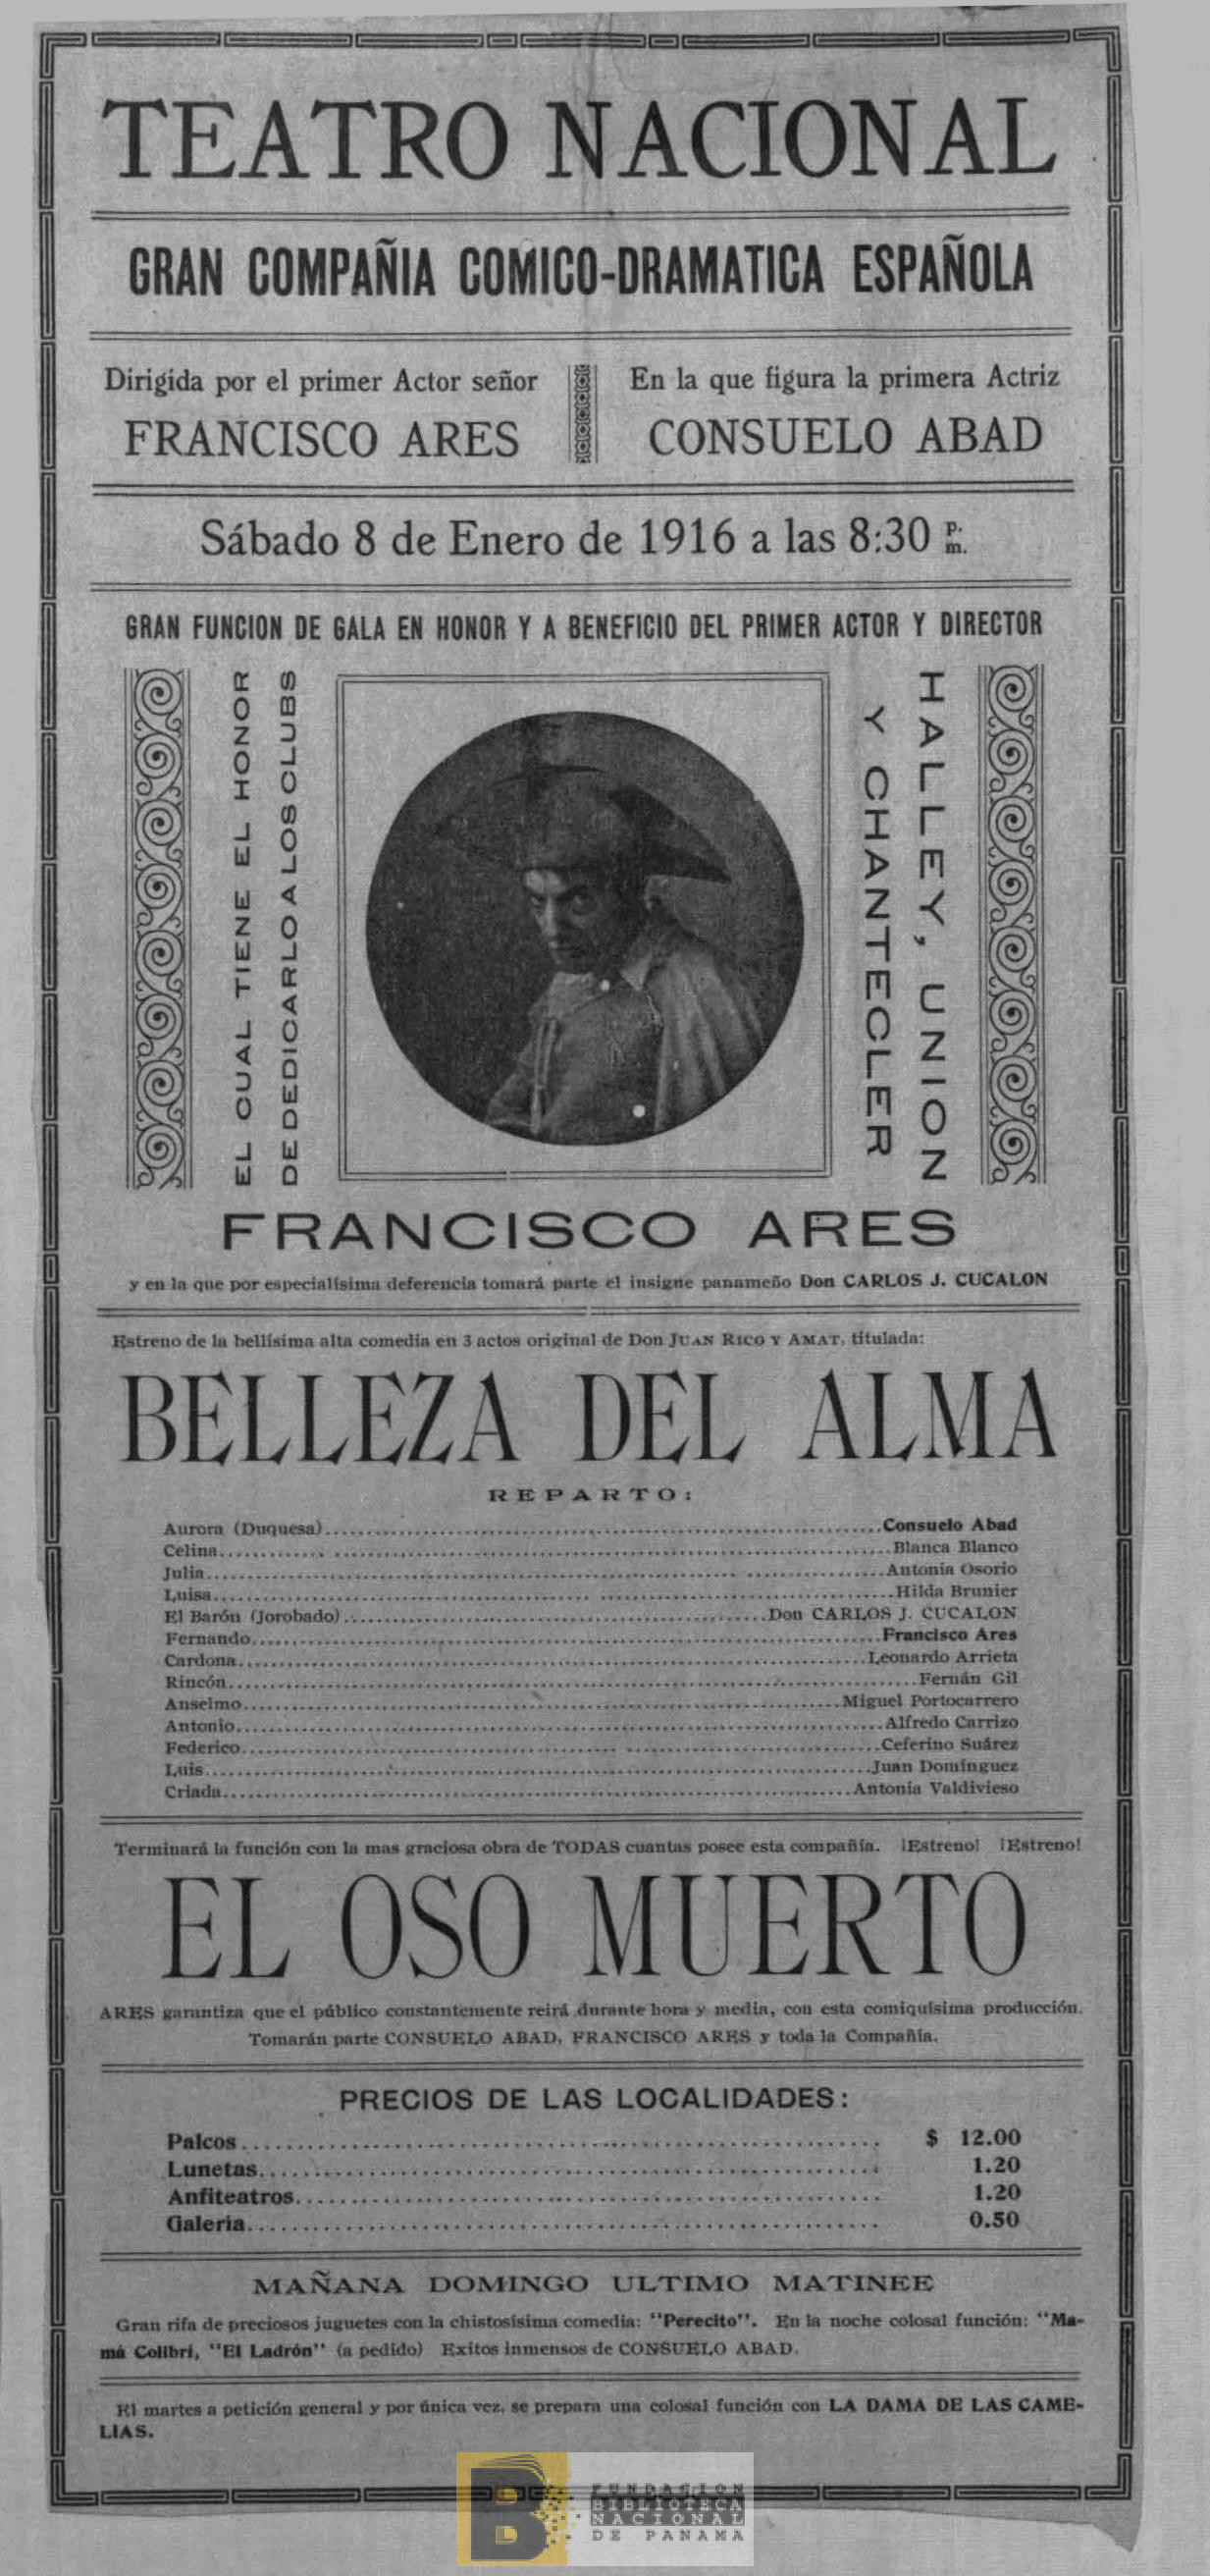 TEATRO NACIONAL
GRAN COMPAÑIA COMICO-DRAMATICA ESPAÑOLA
Dirigida por el primer Actor señor
FRANCISCO ARES
En la que figura la primera Actriz
CONSUELO ABAD
Sábado 8 de Enero de 1916 a las 8:30 p. m.
GRAN FUNCION DE GALA EN HONOR Y A BENEFICIO DEL PRIMER ACTOR Y DIRECTOR
EL CUAL TIENE EL HONOR
DE DEDICARLO A LOS CLUBS
HALLEY, UNION
Y CHANTECLER
FRANCISCO ARES
y en la que por especialísima deferencia tomará parte el insigne panameño Don CARLOS J. CUCALON
Estreno de la bellísima alta comedia en 3 actos original de Don JUAN RICO Y AMAT, titulada:
BELLEZA DEL ALMA
REPARTO:
Aurora (Duquesa)....Consuelo Abad
Celina....Blanca Blanco
Julia....Antonia Osorio
Luisa....Hilda Brunier
El Barón (Jorobado)....Don CARLOS J. CUCALON
Fernando....Francisco Ares
Cardona....Leonardo Arrieta
Rincón....Fernán Gil
Anselmo....Miguel Portocarrero
Antonio....Alfredo Carrizo
Federico....Ceferino Suárez
Luis....Juan Domínguez
Criada....Antonia Valdivieso
Terminará la función con la mas graciosa obra de TODAS cuantas posee esta compañía. ¡Estreno! ¡Estreno!
EL OSO MUERTO
ARES garantiza que el público constantemente reirá durante hora y media, con esta comiquísima producción.
Tomarán parte CONSUELO ABAD, FRANCISCO ARES y toda la Compañía.
PRECIOS DE LAS LOCALIDADES:
Palcos.... $ 12.00
Lunetas.... 1.20
Anfiteatros.... 1.20
Galería.... 0.50
MAÑANA DOMINGO ULTIMO MATINEE
Gran rifa de preciosos juguetes con la chistosísima comedia: "Perecito". En la noche colosal función: "Ma-
má Colibri, "El Ladrón" (a pedido) Exitos inmensos de CONSUELO ABAD.
El martes a petición general y por única vez, se prepara una colosal función con LA DAMA DE LAS CAME-
LIAS.
B
FUNDACION
BIBLIOTECA
NACIONAL
DE PANAMA